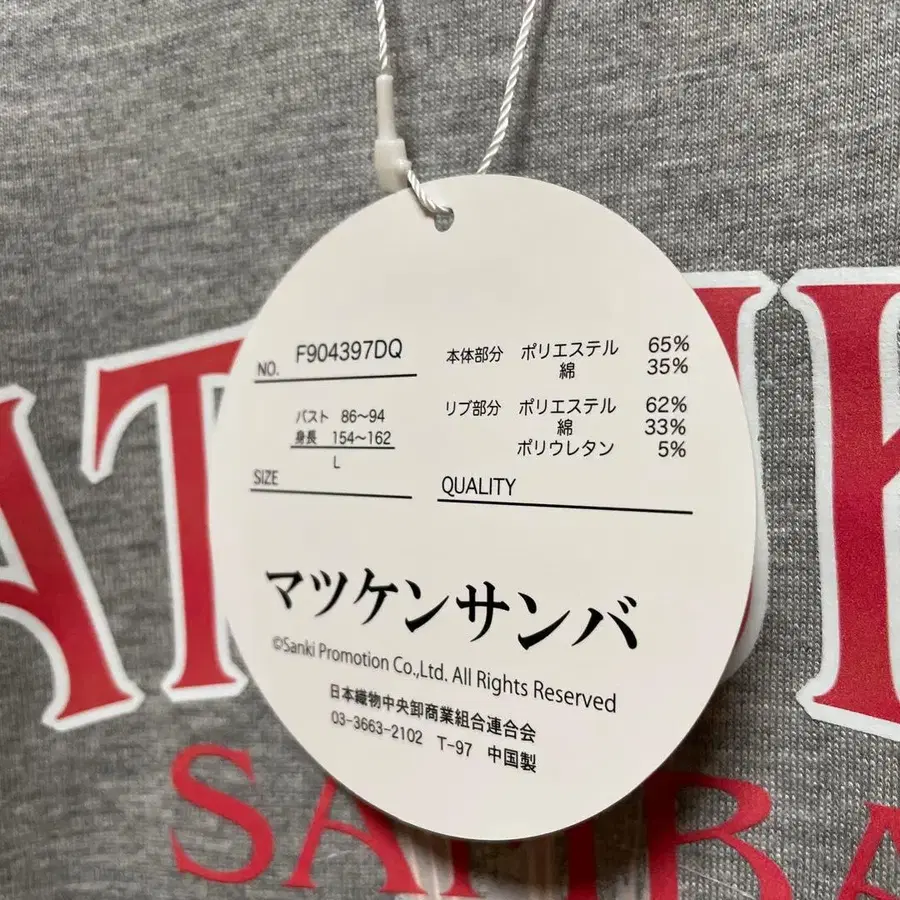 NO. F904397DQ
バスト 86～94
身長 154～162
L
SIZE
本体部分 ポリエステル 65%
綿 35%
リブ部分 ポリエステル 62%
綿 33%
ポリウレタン 5%
QUALITY
マツケンサンバ
©Sanki Promotion Co.,Ltd. All Rights Reserved
日本織物中央卸商業組合連合会
03-3663-2102 T-97 中国製
SAMBA